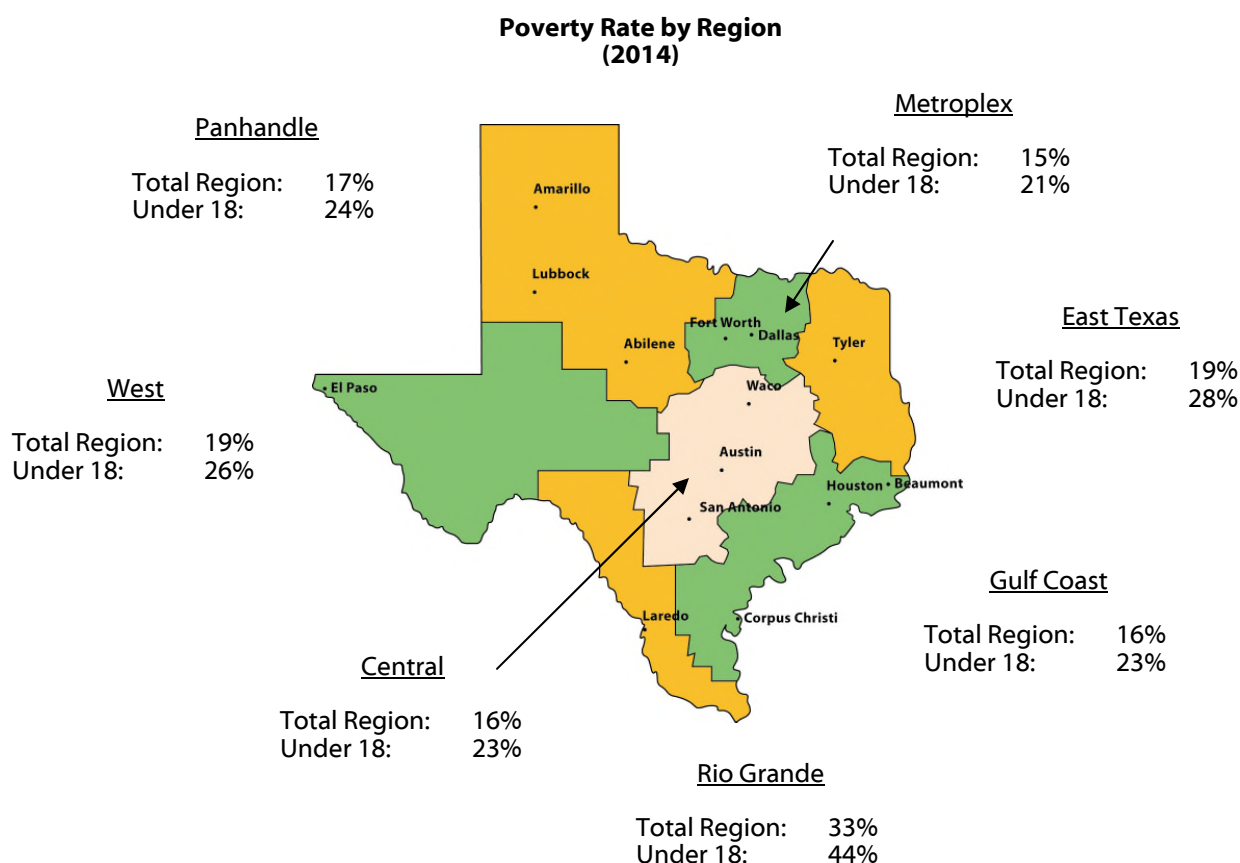 Poverty Rate by Region
(2014)
Panhandle
Total Region: 17%
Under 18: 24%
Metroplex
Total Region: 15%
Under 18: 21%
East Texas
Total Region: 19%
Under 18: 28%
West
Total Region: 19%
Under 18: 26%
Gulf Coast
Total Region: 16%
Under 18: 23%
Central
Total Region: 16%
Under 18: 23%
Rio Grande
Total Region: 33%
Under 18: 44%
Amarillo
Lubbock
Abilene
Fort Worth
Dallas
Tyler
El Paso
Waco
Austin
San Antonio
Houston
Beaumont
Laredo
Corpus Christi